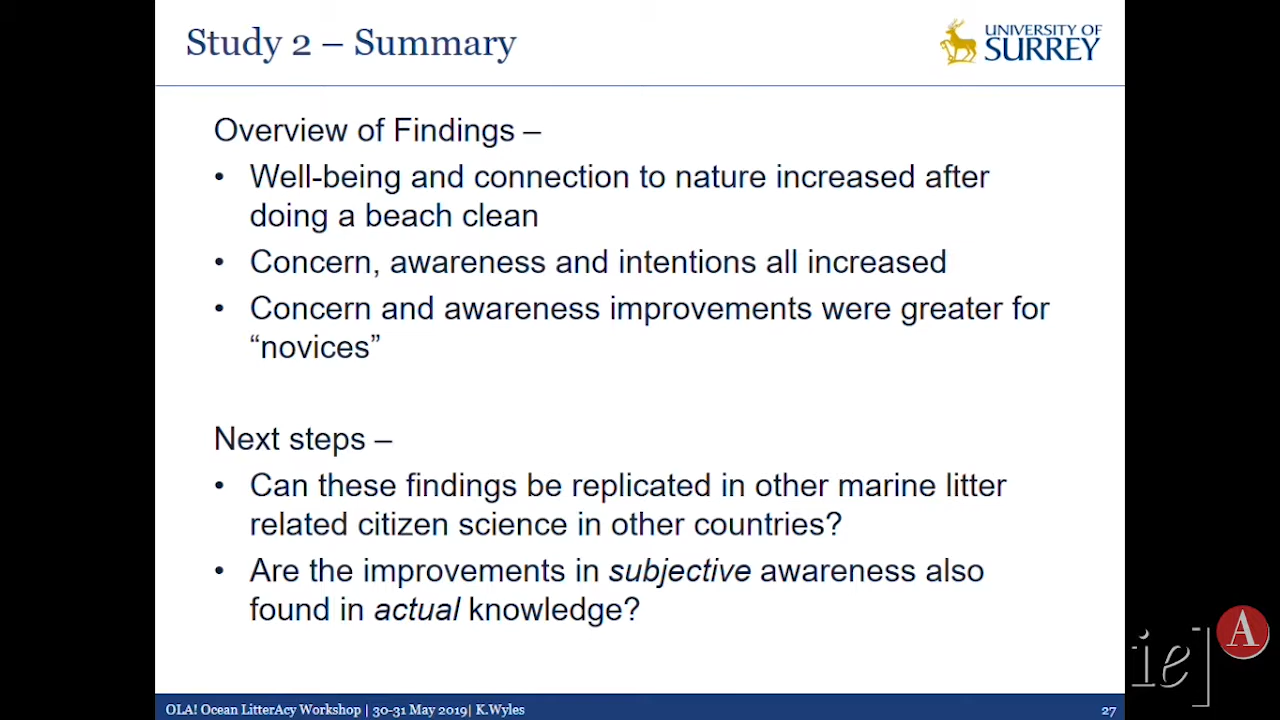 Study 2 – Summary
UNIVERSITY OF
SURREY
Overview of Findings –
• Well-being and connection to nature increased after
doing a beach clean
• Concern, awareness and intentions all increased
• Concern and awareness improvements were greater for
“novices”
Next steps –
• Can these findings be replicated in other marine litter
related citizen science in other countries?
• Are the improvements in subjective awareness also
found in actual knowledge?
OLA! Ocean LitterAcy Workshop | 30-31 May 2019| K.Wyles
27
ie]
A